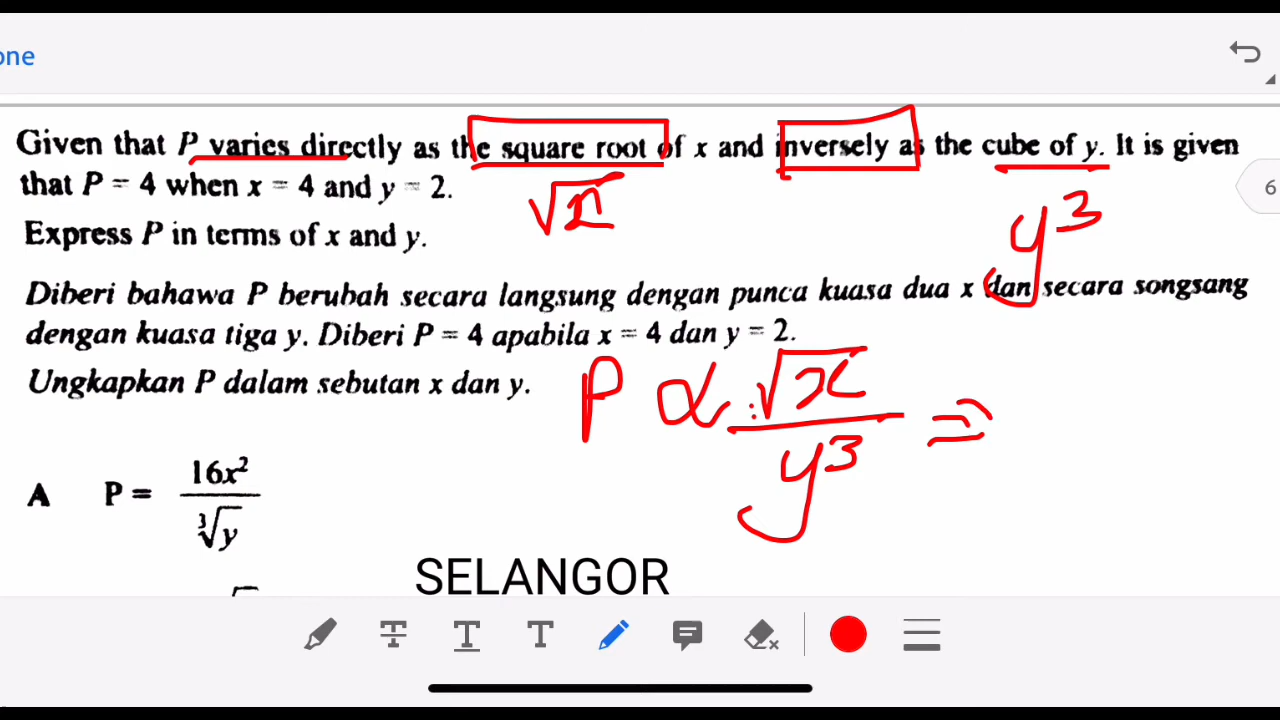 one
Given that P varies directly as the square root of x and inversely as the cube of y. It is given
that P = 4 when x = 4 and y = 2.
√x
y³
Express P in terms of x and y.
6
Diberi bahawa P berubah secara langsung dengan punca kuasa dua x dan secara songsang
dengan kuasa tiga y. Diberi P = 4 apabila x = 4 dan y = 2.
Ungkapkan P dalam sebutan x dan y.
P ∝ √x / y³ ⇒
A P = 16x² / ∛y
SELANGOR
T T T